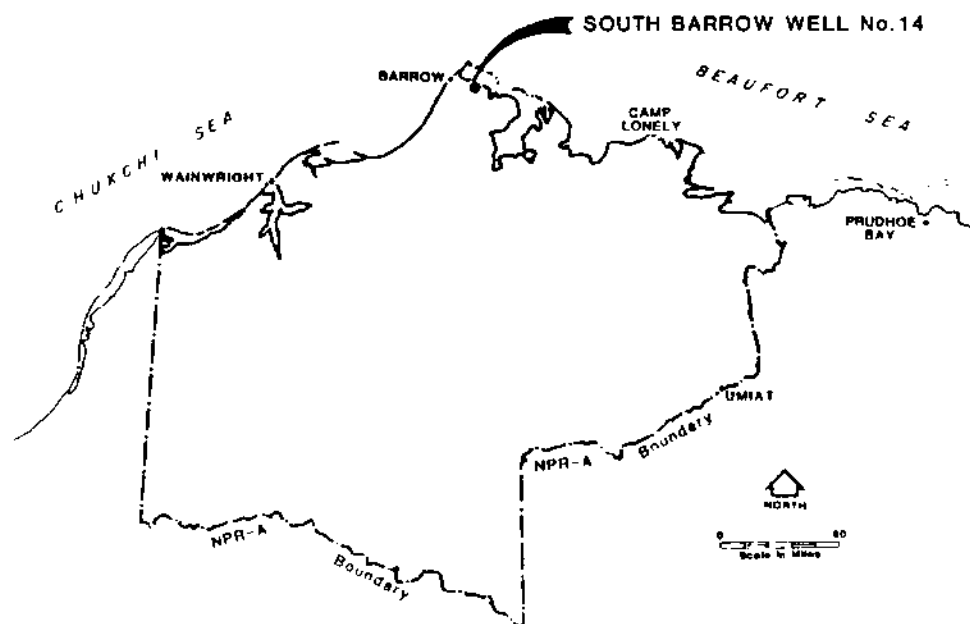 SOUTH BARROW WELL No.14
BARROW
BEAUFORT SEA
CAMP
LONELY
CHUKCHI SEA
WAINWRIGHT
PRUDHOE
BAY
UMIAT
NPR-A Boundary
NORTH
NPR-A Boundary
0 50
Scale in Miles